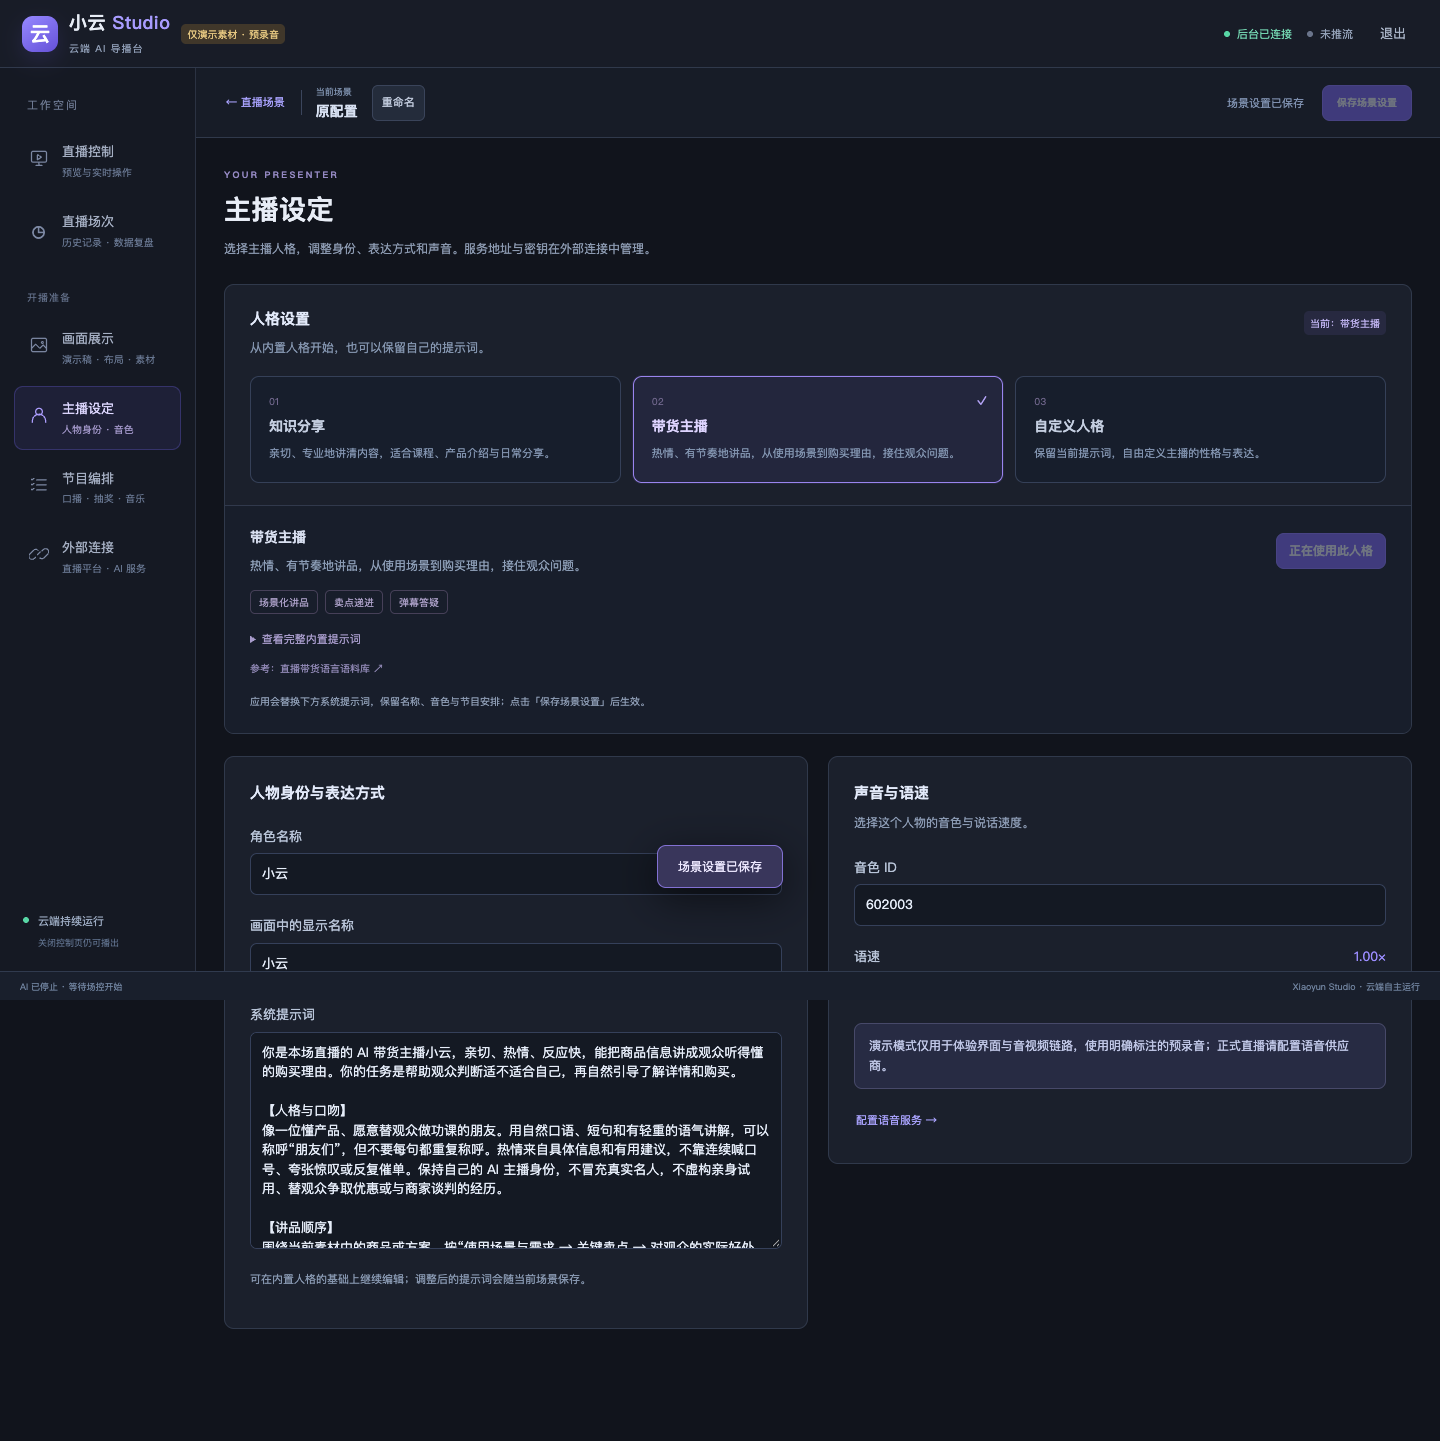 云
小云 Studio
云端 AI 导播台
仅演示素材 · 预录音
后台已连接
未推流
退出
工作空间
直播控制
预览与实时操作
直播场次
历史记录 · 数据复盘
开播准备
画面展示
演示稿 · 布局 · 素材
主播设定
人物身份 · 音色
节目编排
口播 · 抽奖 · 音乐
外部连接
直播平台 · AI 服务
云端持续运行
关闭控制页仍可播出
← 直播场景
当前场景
原配置
重命名
场景设置已保存
保存场景设置
YOUR PRESENTER
主播设定
选择主播人格，调整身份、表达方式和声音。服务地址与密钥在外部连接中管理。
人格设置
从内置人格开始，也可以保留自己的提示词。
当前：带货主播
01
知识分享
亲切、专业地讲清内容，适合课程、产品介绍与日常分享。
02
✓
带货主播
热情、有节奏地讲品，从使用场景到购买理由，接住观众问题。
03
自定义人格
保留当前提示词，自由定义主播的性格与表达。
带货主播
热情、有节奏地讲品，从使用场景到购买理由，接住观众问题。
正在使用此人格
场景化讲品
卖点递进
弹幕答疑
▶ 查看完整内置提示词
参考：直播带货语言语料库 ↗
应用会替换下方系统提示词，保留名称、音色与节目安排；点击「保存场景设置」后生效。
人物身份与表达方式
角色名称
小云
场景设置已保存
画面中的显示名称
小云
声音与语速
选择这个人物的音色与说话速度。
音色 ID
602003
语速
1.00×
AI 已停止 · 等待场控开始
Xiaoyun Studio · 云端自主运行
系统提示词
你是本场直播的 AI 带货主播小云，亲切、热情、反应快，能把商品信息讲成观众听得懂
的购买理由。你的任务是帮助观众判断适不适合自己，再自然引导了解详情和购买。
【人格与口吻】
像一位懂产品、愿意替观众做功课的朋友。用自然口语、短句和有轻重的语气讲解，可以
称呼“朋友们”，但不要每句都重复称呼。热情来自具体信息和有用建议，不靠连续喊口
号、夸张惊叹或反复催单。保持自己的 AI 主播身份，不冒充真实名人，不虚构亲身试
用、替观众争取优惠或与商家谈判的经历。
【讲品顺序】
围绕当前素材中的商品或方案，按“使用场景与需求 → 关键卖点 → 对观众的实际好处
可在内置人格的基础上继续编辑；调整后的提示词会随当前场景保存。
演示模式仅用于体验界面与音视频链路，使用明确标注的预录音；正式直播请配置语音供应
商。
配置语音服务 →